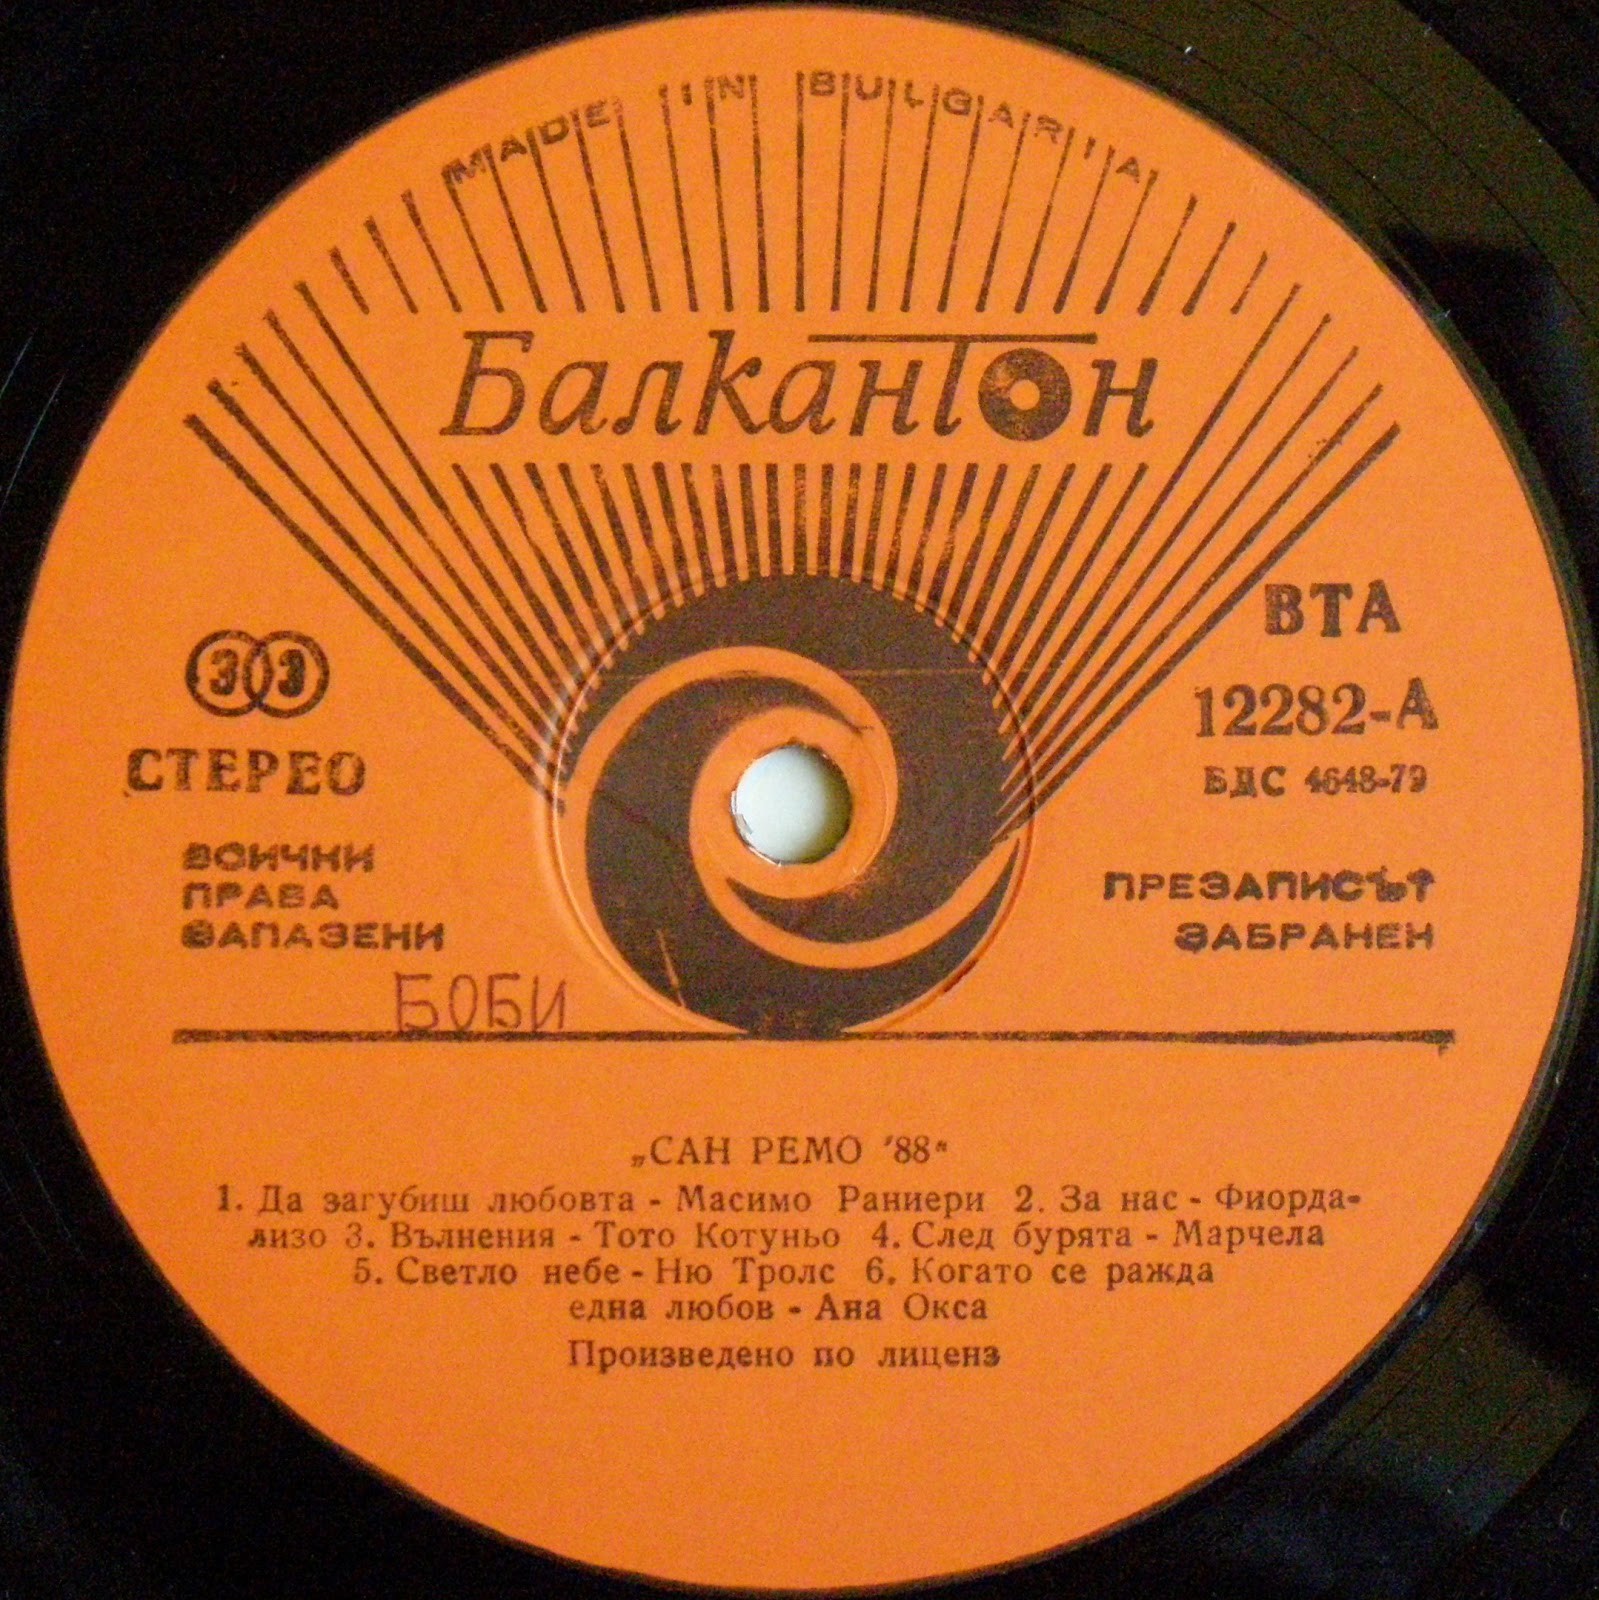 MADE IN BULGARIA
Балкантон
33
СТЕРЕО
ВСИЧКИ
ПРАВА
ЗАПАЗЕНИ
БОБИ
ВТА
12282-А
БДС 4648-79
ПРЕЗАПИСЪТ
ЗАБРАНЕН
„САН РЕМО '88“
1. Да загубиш любовта - Масимо Раниери 2. За нас - Фиорда-
лизо 3. Вълнения - Тото Котуньо 4. След бурята - Марчела
5. Светло небе - Ню Тролс 6. Когато се ражда
една любов - Ана Окса
Произведено по лиценз